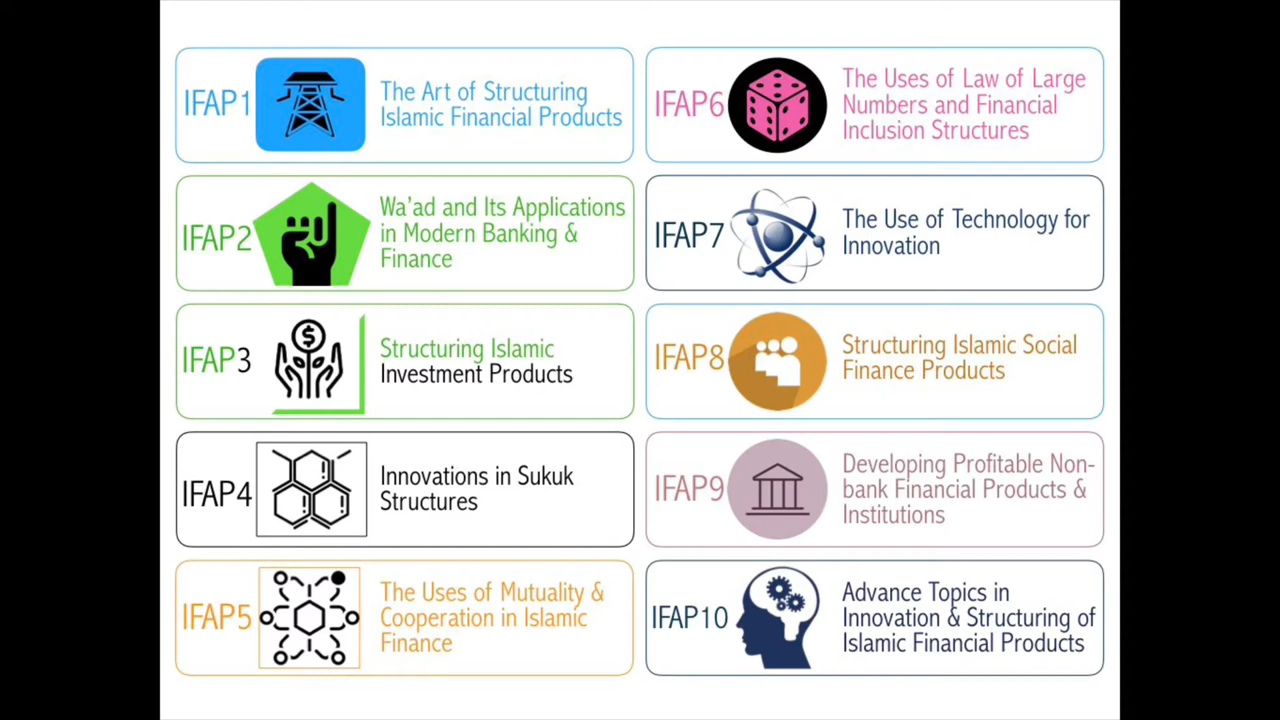 IFAP1
The Art of Structuring
Islamic Financial Products
IFAP2
Wa'ad and Its Applications
in Modern Banking &
Finance
IFAP3
Structuring Islamic
Investment Products
IFAP4
Innovations in Sukuk
Structures
IFAP5
The Uses of Mutuality &
Cooperation in Islamic
Finance
IFAP6
The Uses of Law of Large
Numbers and Financial
Inclusion Structures
IFAP7
The Use of Technology for
Innovation
IFAP8
Structuring Islamic Social
Finance Products
IFAP9
Developing Profitable Non-
bank Financial Products &
Institutions
IFAP10
Advance Topics in
Innovation & Structuring of
Islamic Financial Products